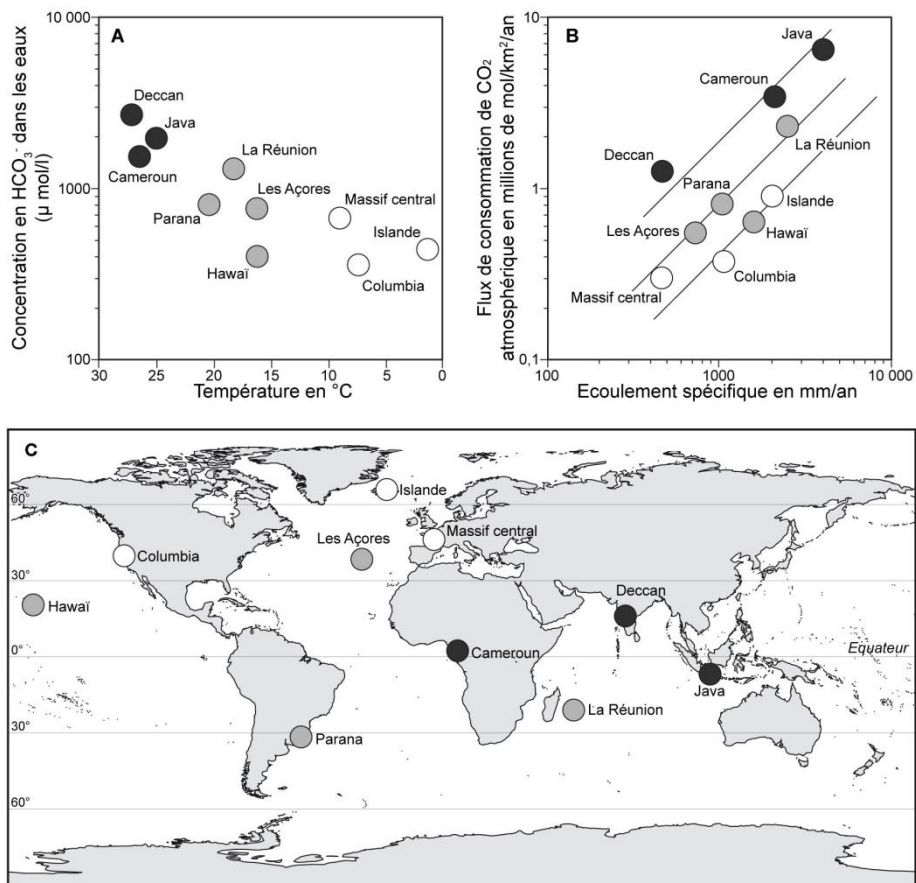 A
10 000
1000
100
Concentration en HCO₃⁻ dans les eaux
(µ mol/l)
Deccan
Java
Cameroun
La Réunion
Parana
Les Açores
Hawaï
Massif central
Islande
Columbia
30 25 20 15 10 5 0
Température en °C
B
10
1
0,1
Flux de consommation de CO₂
atmosphérique en millions de mol/km²/an
Java
Cameroun
Deccan
La Réunion
Parana
Islande
Les Açores
Hawaï
Massif central
Columbia
100 1000 10 000
Ecoulement spécifique en mm/an
C
60°
30°
0°
30°
60°
Islande
Les Açores
Massif central
Columbia
Hawaï
Deccan
Cameroun
Equateur
Java
La Réunion
Parana